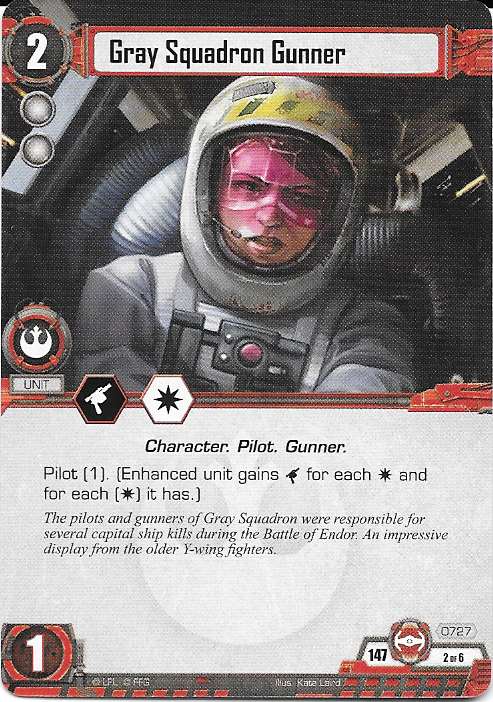 2
Gray Squadron Gunner
UNIT
Character. Pilot. Gunner.
Pilot (1). (Enhanced unit gains for each and
for each ( ) it has.)
The pilots and gunners of Gray Squadron were responsible for
several capital ship kills during the Battle of Endor. An impressive
display from the older Y-wing fighters.
1
0727
147
2 OF 6
© LFL © FFG
Illus. Kate Laird